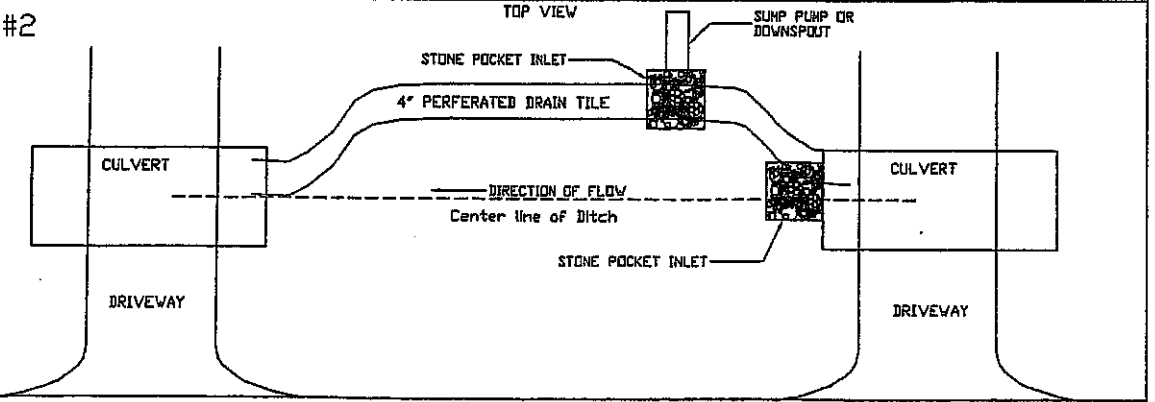 #2
TOP VIEW
SUMP PUMP OR
DOWNSPOUT
STONE POCKET INLET
4" PERFERATED DRAIN TILE
CULVERT
CULVERT
DIRECTION OF FLOW
Center line of Ditch
STONE POCKET INLET
DRIVEWAY
DRIVEWAY